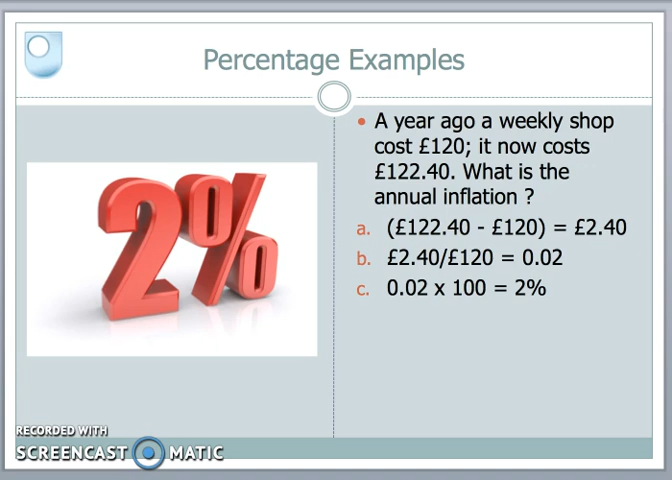 Percentage Examples
• A year ago a weekly shop
cost £120; it now costs
£122.40. What is the
annual inflation ?
a. (£122.40 - £120) = £2.40
b. £2.40/£120 = 0.02
c. 0.02 x 100 = 2%
2%
RECORDED WITH
SCREENCAST MATIC